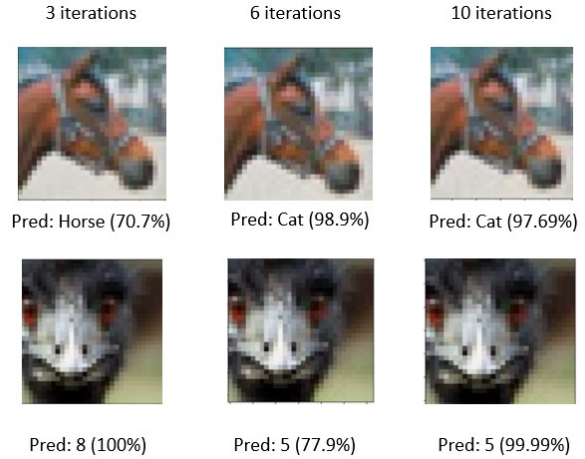 3 iterations 6 iterations 10 iterations
Pred: Horse (70.7%) Pred: Cat (98.9%) Pred: Cat (97.69%)
Pred: 8 (100%) Pred: 5 (77.9%) Pred: 5 (99.99%)